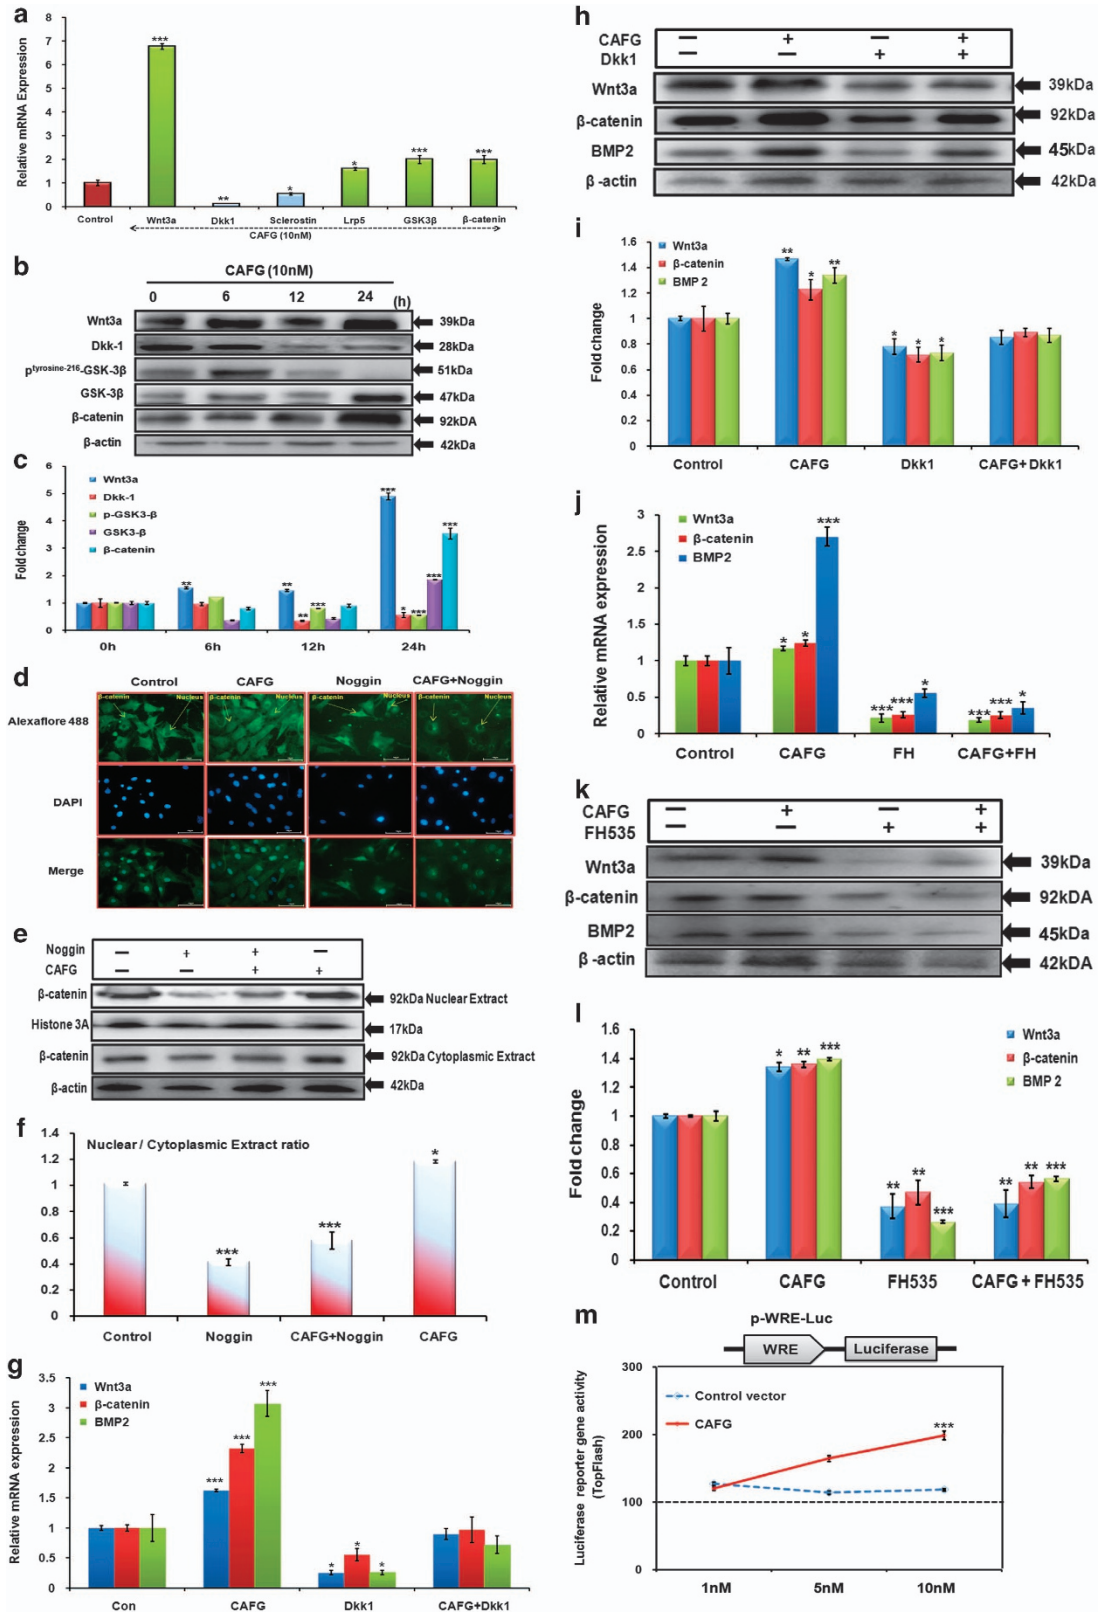 a
Relative mRNA Expression
8
7
6
5
4
3
2
1
0
***
**
*
*
***
***
Control
Wnt3a
Dkk1
Sclerostin
Lrp5
GSK3β
β-catenin
CAFG (10nM)
b
CAFG (10nM)
0 6 12 24 (h)
Wnt3a 39kDa
Dkk-1 28kDa
ptyrosine-216-GSK-3β 51kDa
GSK-3β 47kDa
β-catenin 92kDA
β-actin 42kDa
c
Fold change
6
5
4
3
2
1
0
Wnt3a
Dkk-1
p-GSK3-β
GSK3-β
β-catenin
**
**
**
***
***
*
***
***
***
0h 6h 12h 24h
d
Control CAFG Noggin CAFG+Noggin
β-catenin Nucleus β-catenin Nucleus β-catenin Nucleus β-catenin Nucleus
Alexaflore 488
DAPI
Merge
e
Noggin — + + —
CAFG — — + +
β-catenin 92kDa Nuclear Extract
Histone 3A 17kDa
β-catenin 92kDa Cytoplasmic Extract
β-actin 42kDa
f
Nuclear / Cytoplasmic Extract ratio
1.4
1.2
1
0.8
0.6
0.4
0.2
0
***
***
*
Control Noggin CAFG+Noggin CAFG
g
Relative mRNA expression
3.5
3
2.5
2
1.5
1
0.5
0
Wnt3a
β-catenin
BMP2
***
***
***
*
*
*
Con CAFG Dkk1 CAFG+Dkk1
h
CAFG — + — +
Dkk1 — — + +
Wnt3a 39kDa
β-catenin 92kDa
BMP2 45kDa
β -actin 42kDa
i
Fold change
1.6
1.4
1.2
1
0.8
0.6
0.4
0.2
0
Wnt3a
β-catenin
BMP 2
**
*
**
*
*
*
Control CAFG Dkk1 CAFG+Dkk1
j
Relative mRNA expression
3
2.5
2
1.5
1
0.5
0
Wnt3a
β-catenin
BMP2
*
*
***
***
***
*
***
***
*
Control CAFG FH CAFG+FH
k
CAFG — + — +
FH535 — — + +
Wnt3a 39kDa
β-catenin 92kDA
BMP2 45kDa
β -actin 42kDA
l
Fold change
1.6
1.4
1.2
1
0.8
0.6
0.4
0.2
0
Wnt3a
β-catenin
BMP 2
*
**
***
**
**
***
**
**
***
Control CAFG FH535 CAFG + FH535
m
p-WRE-Luc
WRE Luciferase
Luciferase reporter gene activity
(TopFlash)
300
200
100
0
Control vector
CAFG
***
1nM 5nM 10nM